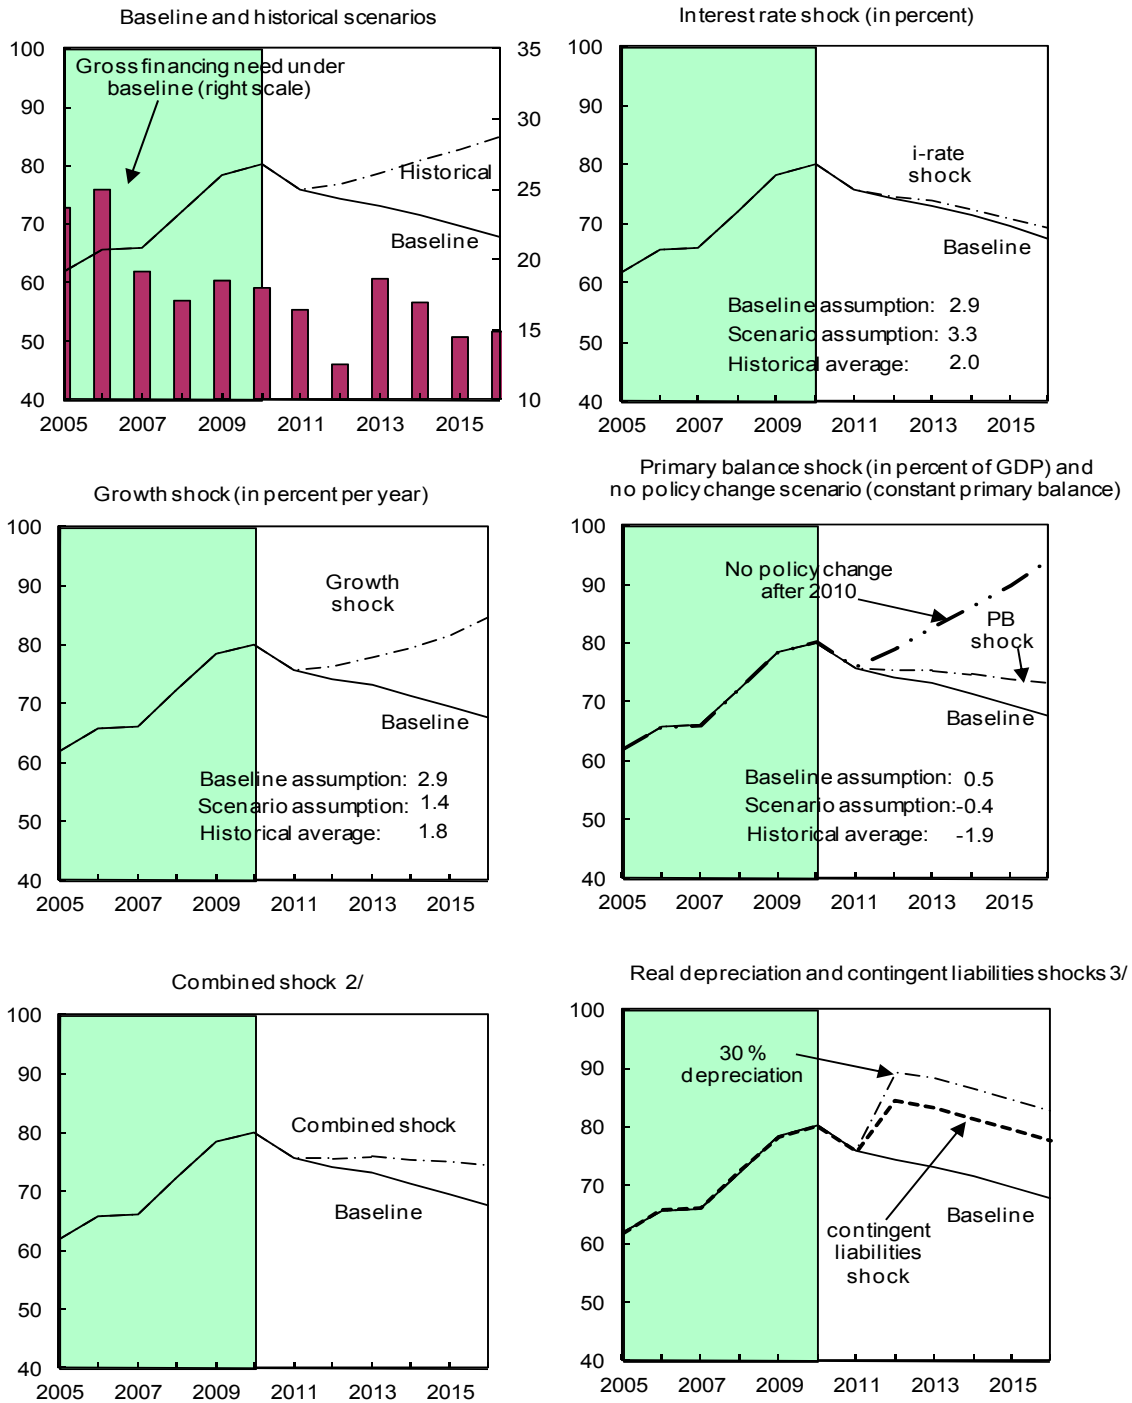 Baseline and historical scenarios
100
90
80
70
60
50
40
35
30
25
20
15
10
Gross financing need under
baseline (right scale)
Historical
Baseline
2005 2007 2009 2011 2013 2015
Interest rate shock (in percent)
100
90
80
70
60
50
40
i-rate
shock
Baseline
Baseline assumption: 2.9
Scenario assumption: 3.3
Historical average: 2.0
2005 2007 2009 2011 2013 2015
Growth shock (in percent per year)
100
90
80
70
60
50
40
Growth
shock
Baseline
Baseline assumption: 2.9
Scenario assumption: 1.4
Historical average: 1.8
2005 2007 2009 2011 2013 2015
Primary balance shock (in percent of GDP) and
no policy change scenario (constant primary balance)
100
90
80
70
60
50
40
No policy change
after 2010
PB
shock
Baseline
Baseline assumption: 0.5
Scenario assumption: -0.4
Historical average: -1.9
2005 2007 2009 2011 2013 2015
Combined shock 2/
100
90
80
70
60
50
40
Combined shock
Baseline
2005 2007 2009 2011 2013 2015
Real depreciation and contingent liabilities shocks 3/
100
90
80
70
60
50
40
30 %
depreciation
Baseline
contingent
liabilities
shock
2005 2007 2009 2011 2013 2015